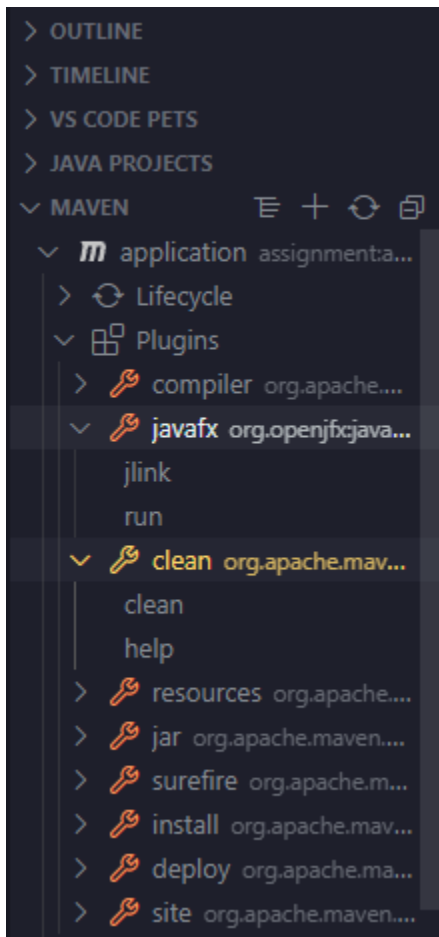 OUTLINE
TIMELINE
VS CODE PETS
JAVA PROJECTS
MAVEN
m application assignment:a...
Lifecycle
Plugins
compiler org.apache....
javafx org.openjfx:java...
jlink
run
clean org.apache.mav...
clean
help
resources org.apache....
jar org.apache.maven....
surefire org.apache.m...
install org.apache.mav...
deploy org.apache.ma...
site org.apache.maven....